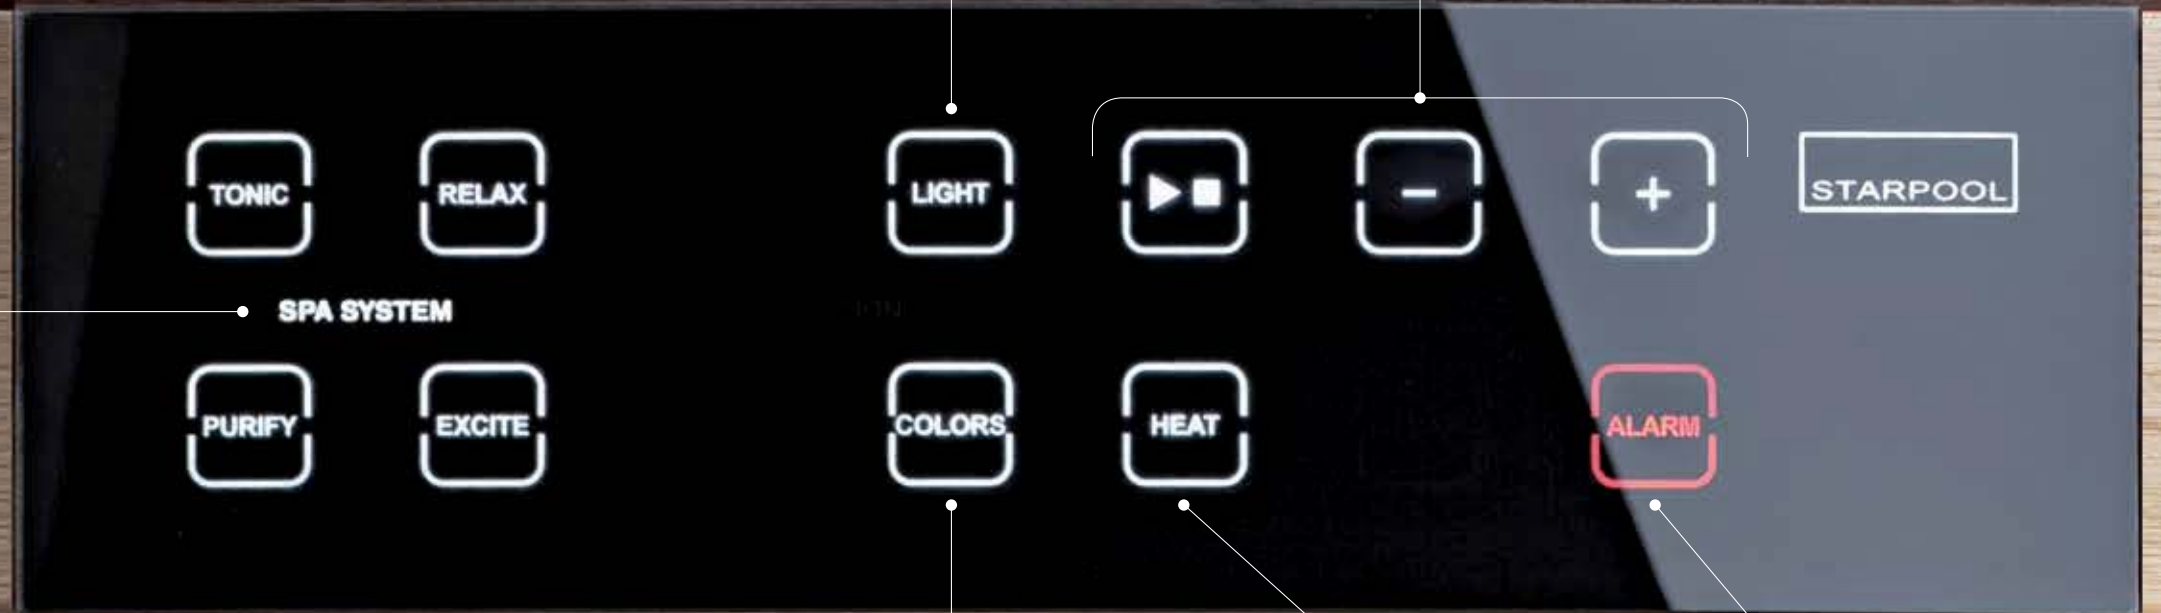 TONIC
RELAX
LIGHT
−
+
STARPOOL
SPA SYSTEM
PURIFY
EXCITE
COLORS
HEAT
ALARM